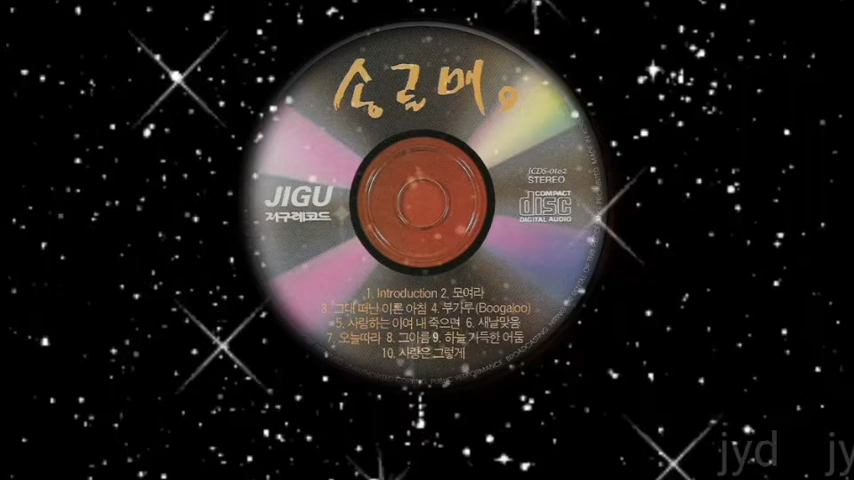 송골매
JIGU
지구레코드
JCDS-0162
STEREO
COMPACT
disc
DIGITAL AUDIO
1. Introduction 2. 모여라
3. 그대 떠난 이른 아침 4. 부가루(Boogaloo)
5. 사랑하는 이여 내 죽으면 6. 새날맞움
7. 오늘따라 8. 그이름 9. 하늘 가득한 어둠
10. 사랑은 그렇게
jyd jy